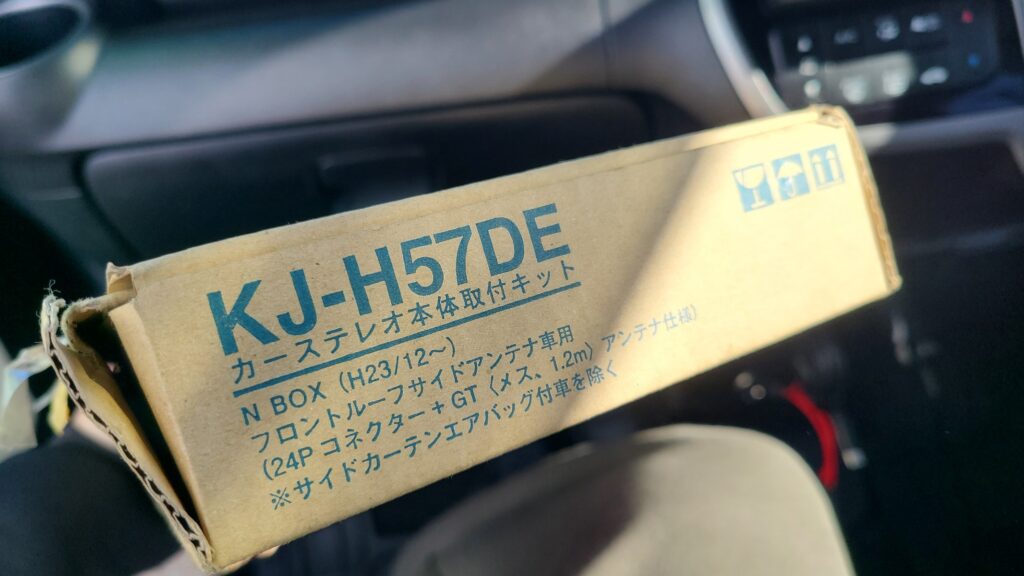 KJ-H57DE
カーステレオ本体取付キット
N BOX（H23/12～）
フロントルーフサイドアンテナ車用
（24P コネクター + GT（メス、1.2m）アンテナ仕様）
※サイドカーテンエアバッグ付車を除く